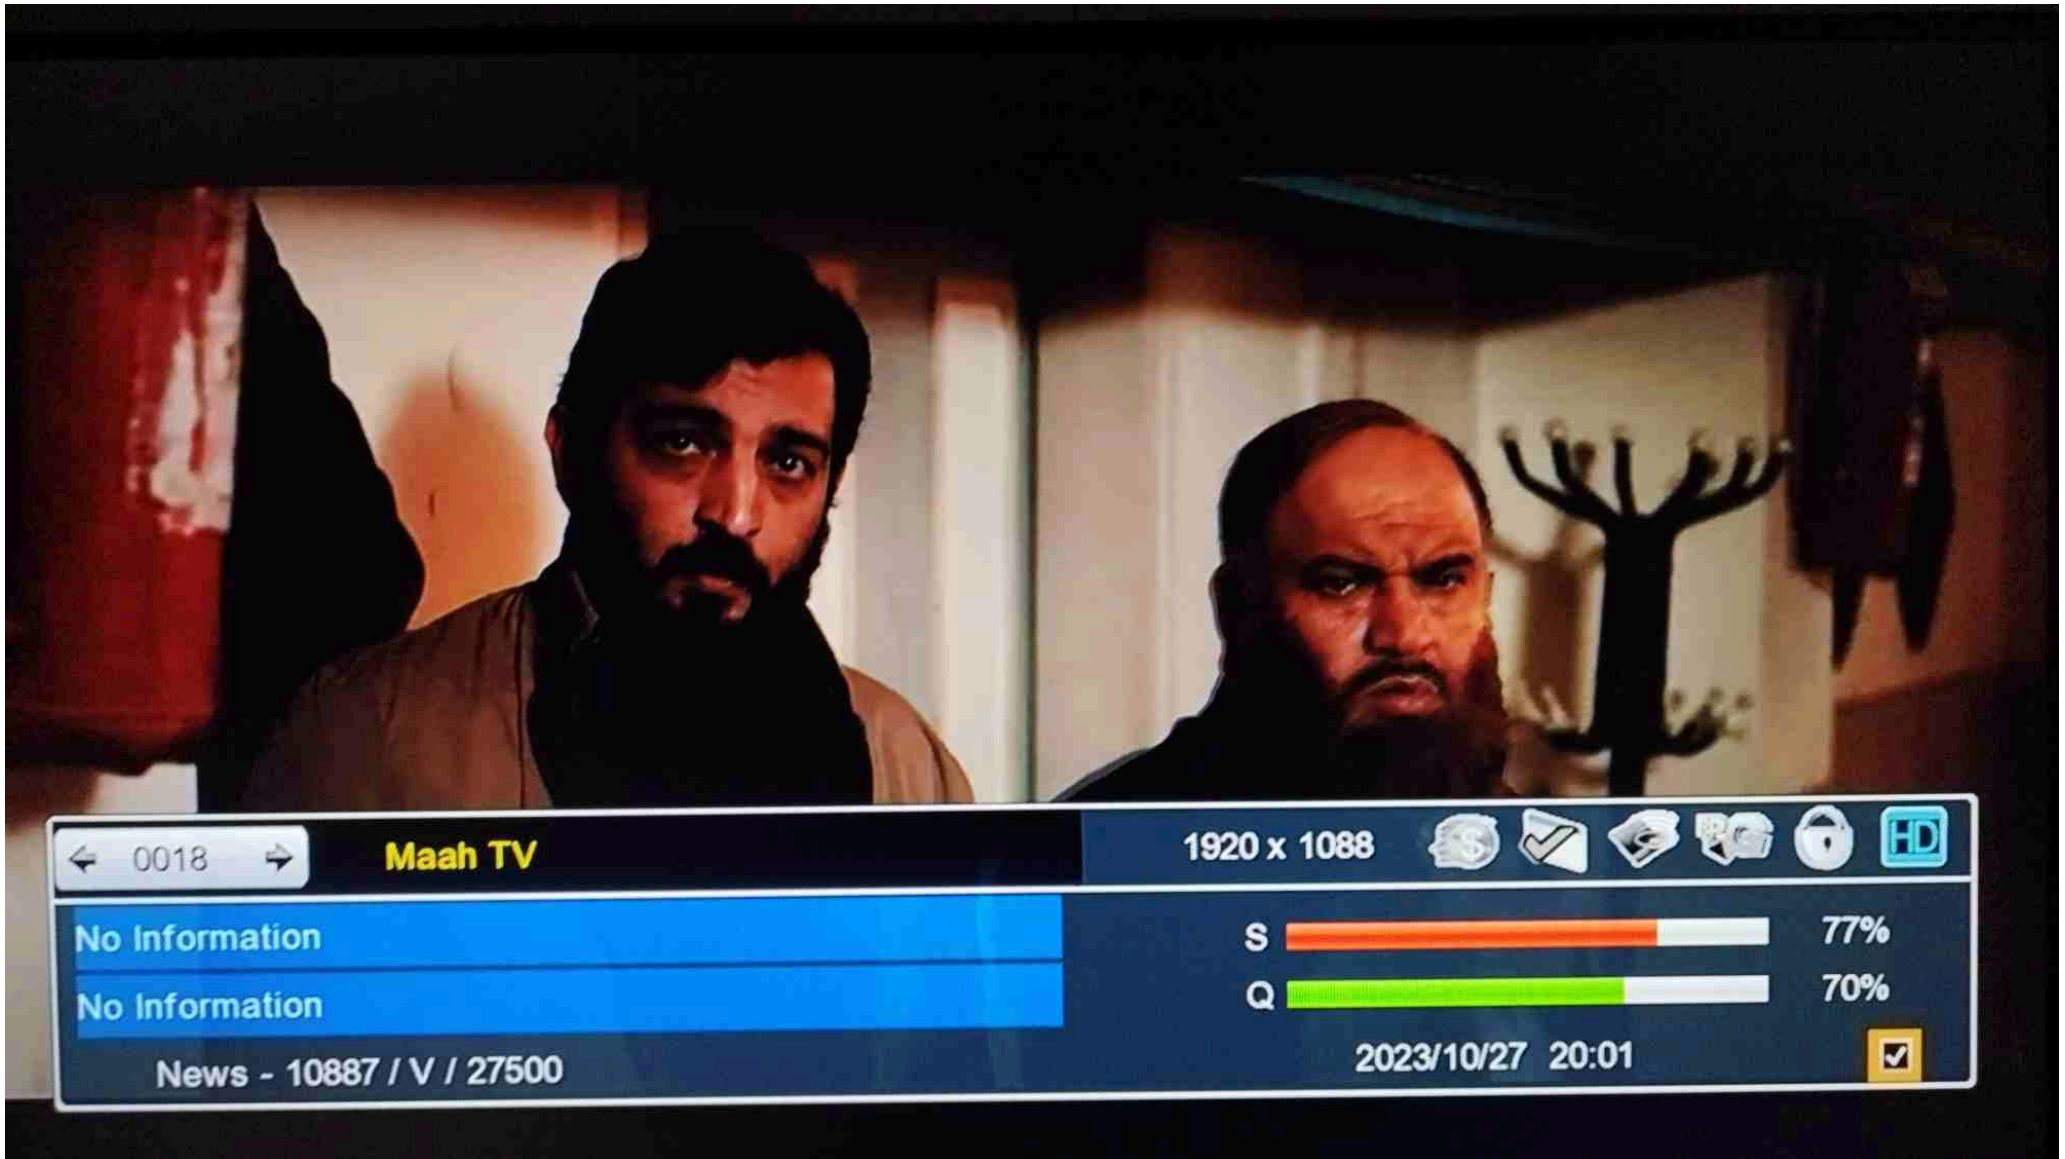 0018
Maah TV
1920 x 1088
HD
No Information
No Information
S 77%
Q 70%
News - 10887 / V / 27500
2023/10/27 20:01